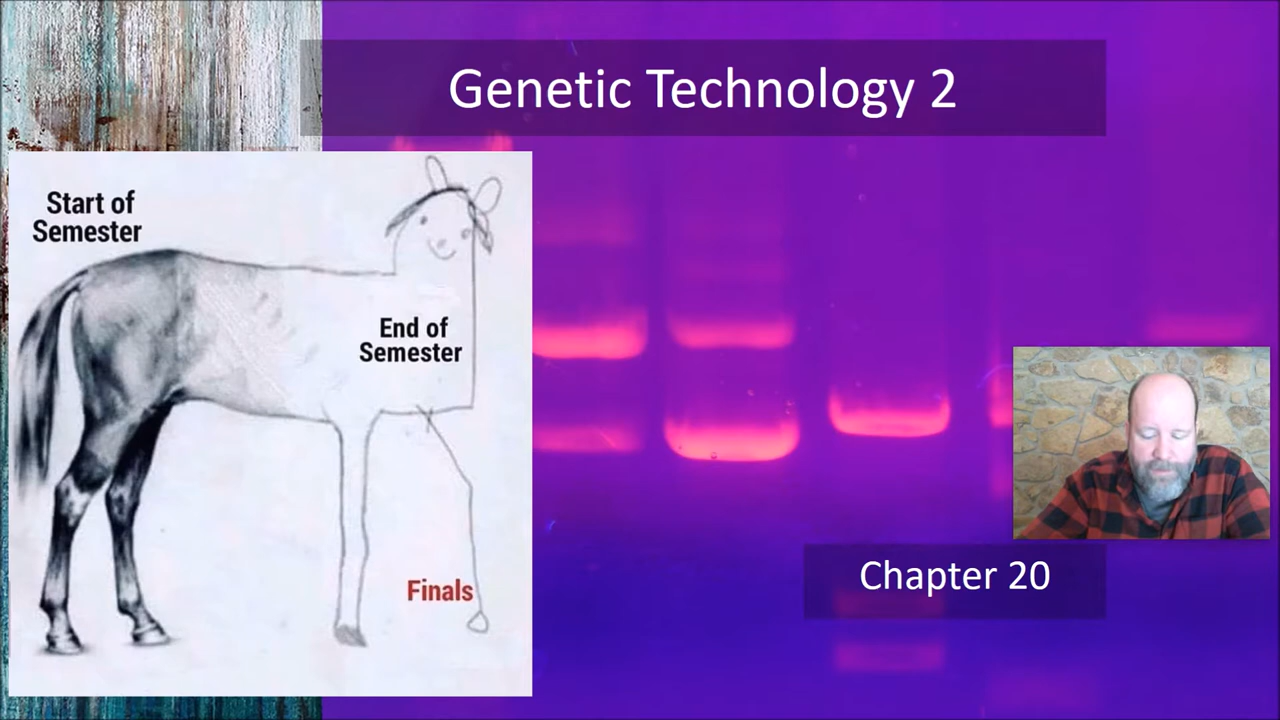 Genetic Technology 2
Start of
Semester
End of
Semester
Finals
Chapter 20